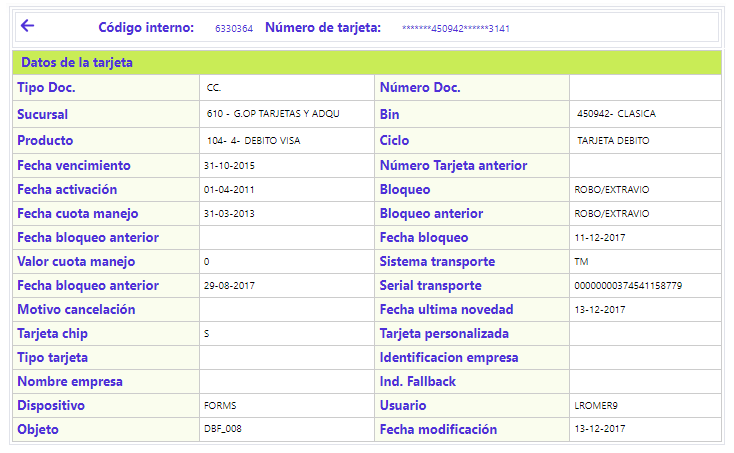 Código interno: 6330364 Número de tarjeta: *******450942******3141
Datos de la tarjeta
Tipo Doc. CC. Número Doc.
Sucursal 610 - G.OP TARJETAS Y ADQU Bin 450942- CLASICA
Producto 104- 4- DEBITO VISA Ciclo TARJETA DEBITO
Fecha vencimiento 31-10-2015 Número Tarjeta anterior
Fecha activación 01-04-2011 Bloqueo ROBO/EXTRAVIO
Fecha cuota manejo 31-03-2013 Bloqueo anterior ROBO/EXTRAVIO
Fecha bloqueo anterior Fecha bloqueo 11-12-2017
Valor cuota manejo 0 Sistema transporte TM
Fecha bloqueo anterior 29-08-2017 Serial transporte 00000000374541158779
Motivo cancelación Fecha ultima novedad 13-12-2017
Tarjeta chip S Tarjeta personalizada
Tipo tarjeta Identificacion empresa
Nombre empresa Ind. Fallback
Dispositivo FORMS Usuario LROMER9
Objeto DBF_008 Fecha modificación 13-12-2017